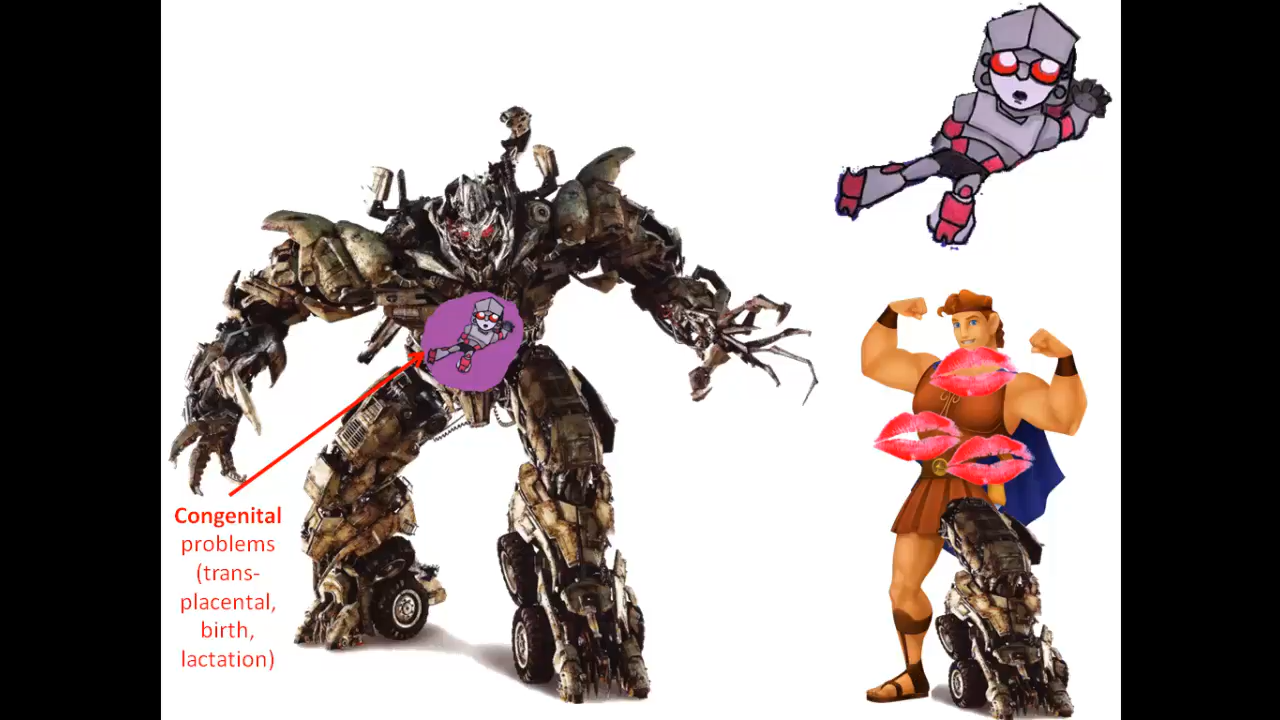 Congenital
problems
(trans-
placental,
birth,
lactation)